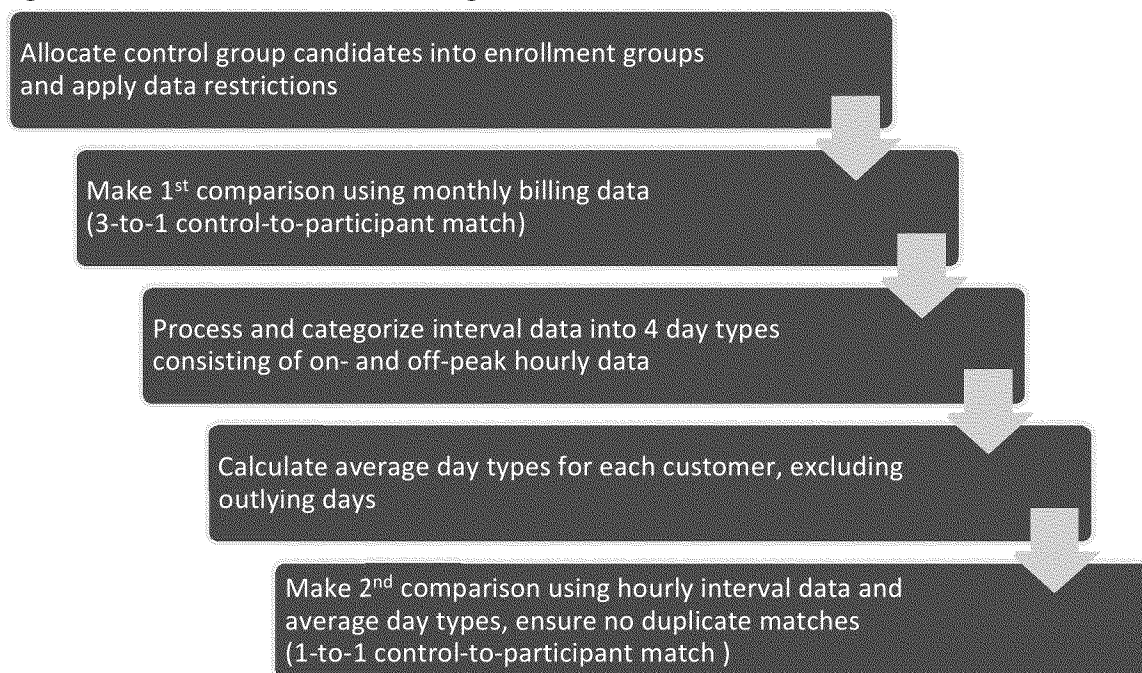 Allocate control group candidates into enrollment groups
and apply data restrictions
Make 1st comparison using monthly billing data
(3-to-1 control-to-participant match)
Process and categorize interval data into 4 day types
consisting of on- and off-peak hourly data
Calculate average day types for each customer, excluding
outlying days
Make 2nd comparison using hourly interval data and
average day types, ensure no duplicate matches
(1-to-1 control-to-participant match )